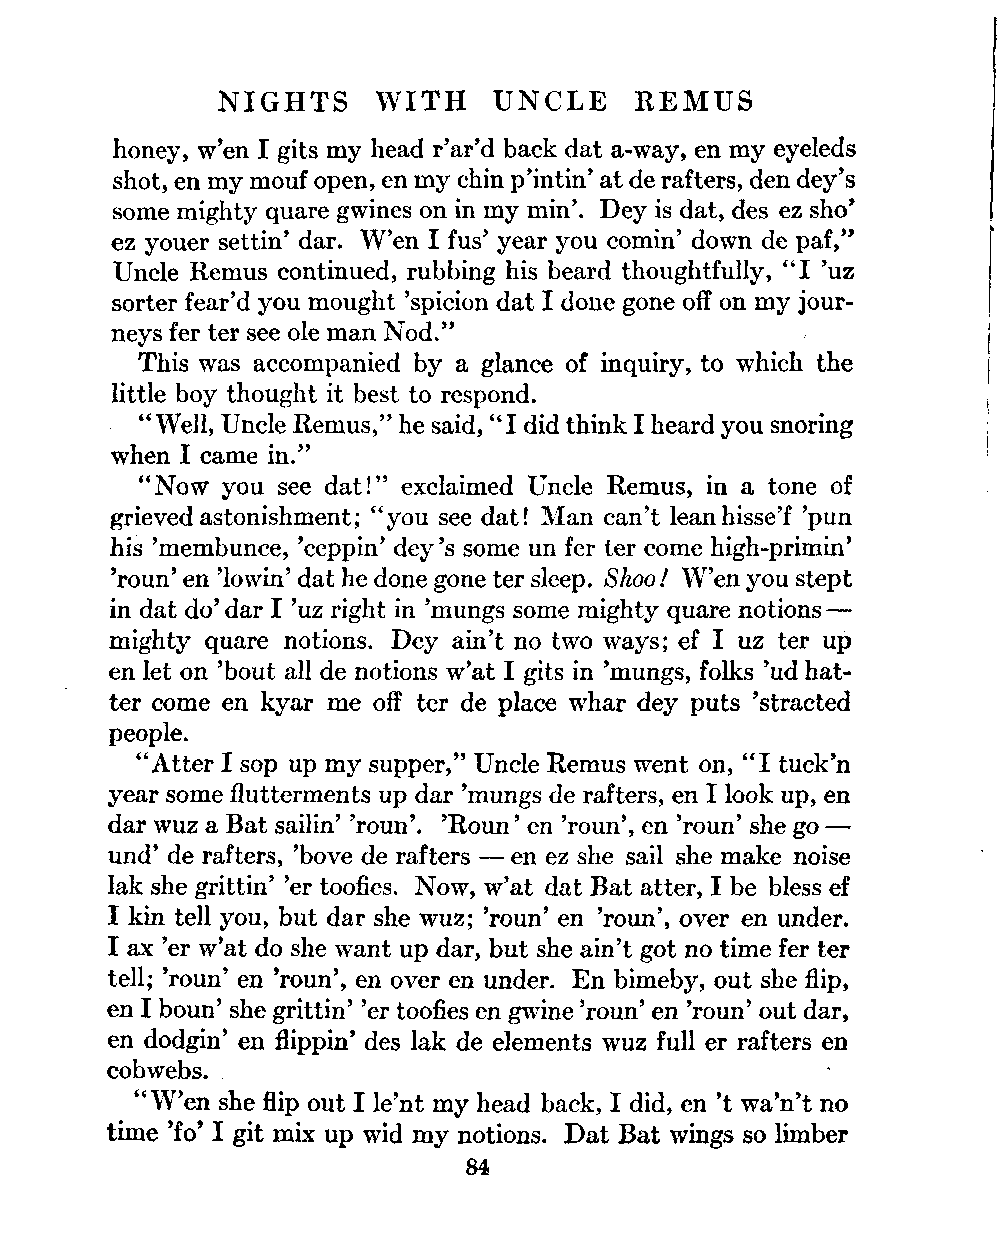 NIGHTS WITH UNCLE REMUS
honey, w'en I gits my head r'ar'd back dat a-way, en my eyeleds
shot, en my mouf open, en my chin p'intin' at de rafters, den dey's
some mighty quare gwines on in my min'. Dey is dat, des ez sho'
ez youer settin' dar. W'en I fus' year you comin' down de paf,"
Uncle Remus continued, rubbing his beard thoughtfully, "I 'uz
sorter fear'd you mought 'spicion dat I done gone off on my jour-
neys fer ter see ole man Nod."
This was accompanied by a glance of inquiry, to which the
little boy thought it best to respond.
"Well, Uncle Remus," he said, "I did think I heard you snoring
when I came in."
"Now you see dat!" exclaimed Uncle Remus, in a tone of
grieved astonishment; "you see dat! Man can't lean hisse'f 'pun
his 'membunce, 'ceppin' dey's some un fer ter come high-primin'
'roun' en 'lowin' dat he done gone ter sleep. Shoo! W'en you stept
in dat do' dar I 'uz right in 'mungs some mighty quare notions —
mighty quare notions. Dey ain't no two ways; ef I uz ter up
en let on 'bout all de notions w'at I gits in 'mungs, folks 'ud hat-
ter come en kyar me off ter de place whar dey puts 'stracted
people.
"Atter I sop up my supper," Uncle Remus went on, "I tuck'n
year some flutterments up dar 'mungs de rafters, en I look up, en
dar wuz a Bat sailin' 'roun'. 'Roun' en 'roun', en 'roun' she go —
und' de rafters, 'bove de rafters — en ez she sail she make noise
lak she grittin' 'er toofies. Now, w'at dat Bat atter, I be bless ef
I kin tell you, but dar she wuz; 'roun' en 'roun', over en under.
I ax 'er w'at do she want up dar, but she ain't got no time fer ter
tell; 'roun' en 'roun', en over en under. En bimeby, out she flip,
en I boun' she grittin' 'er toofies en gwine 'roun' en 'roun' out dar,
en dodgin' en flippin' des lak de elements wuz full er rafters en
cobwebs.
"W'en she flip out I le'nt my head back, I did, en 't wa'n't no
time 'fo' I git mix up wid my notions. Dat Bat wings so limber
84